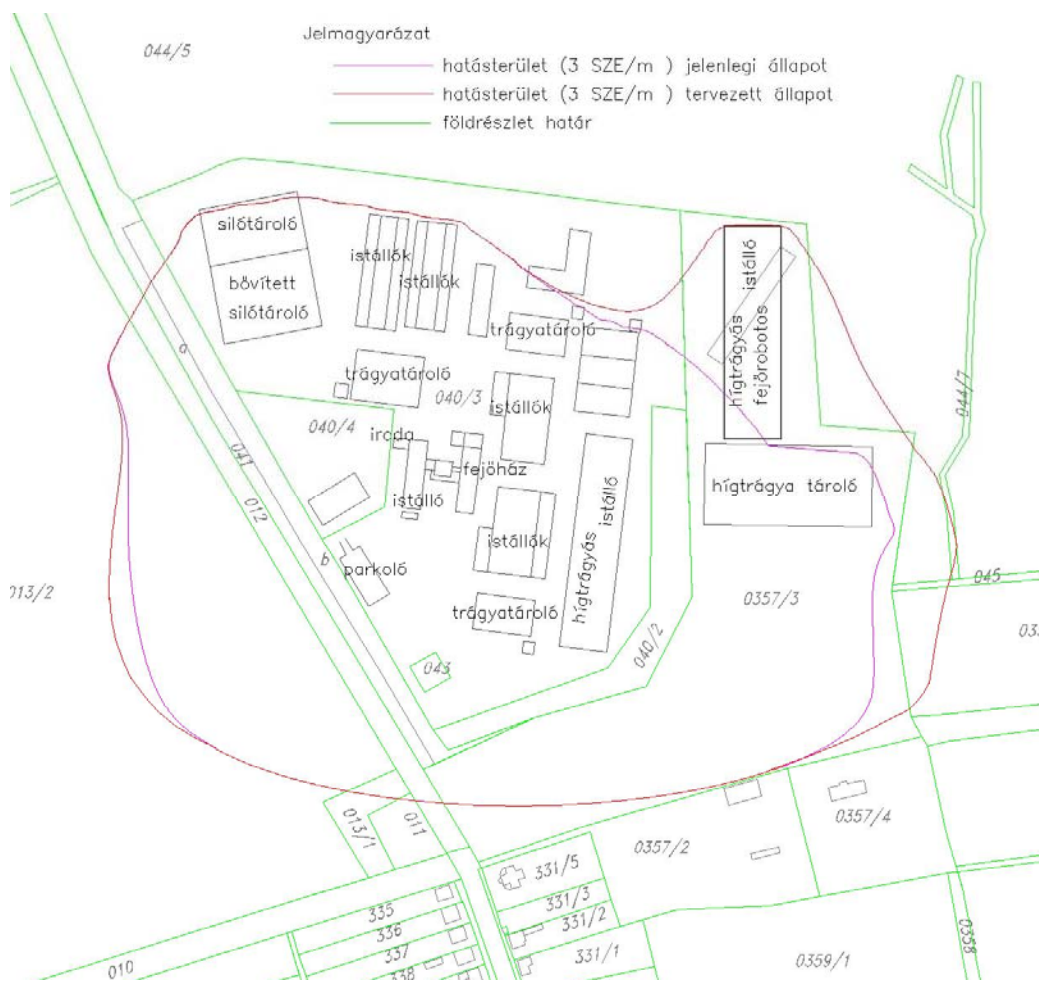 Jelmagyarázat
hatásterület (3 SZE/m ) jelenlegi állapot
hatásterület (3 SZE/m ) tervezett állapot
földrészlet határ
044/5
silótároló
bővített
silótároló
istállók
istállók
trágyatároló
hígtrágyás istálló
fejőrobotos
a
trágyatároló
040/3
istállók
040/4
iroda
fejőház
istálló
041
012
044/7
hígtrágya tároló
istállók
hígtrágyás istálló
b
parkoló
045
013/2
0357/3
trágyatároló
040/2
043
013/1
011
0357/4
0357/2
331/5
331/3
331/2
331/1
335
336
337
338
010
0358
0359/1